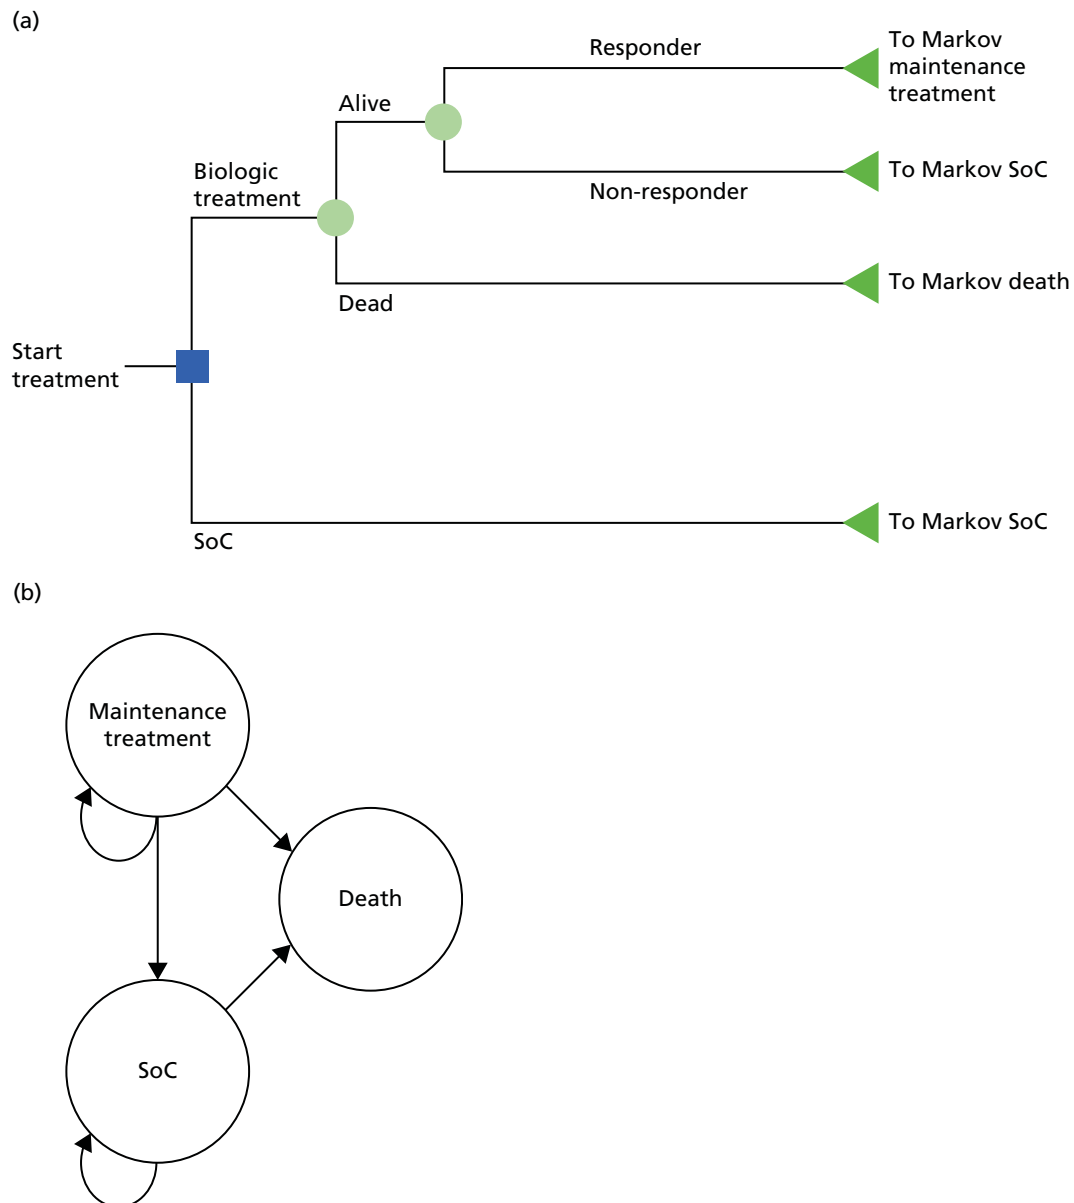 (a)
Responder
To Markov
maintenance
treatment
Alive
Biologic
treatment
To Markov SoC
Non-responder
To Markov death
Dead
Start
treatment
To Markov SoC
SoC
(b)
Maintenance
treatment
Death
SoC